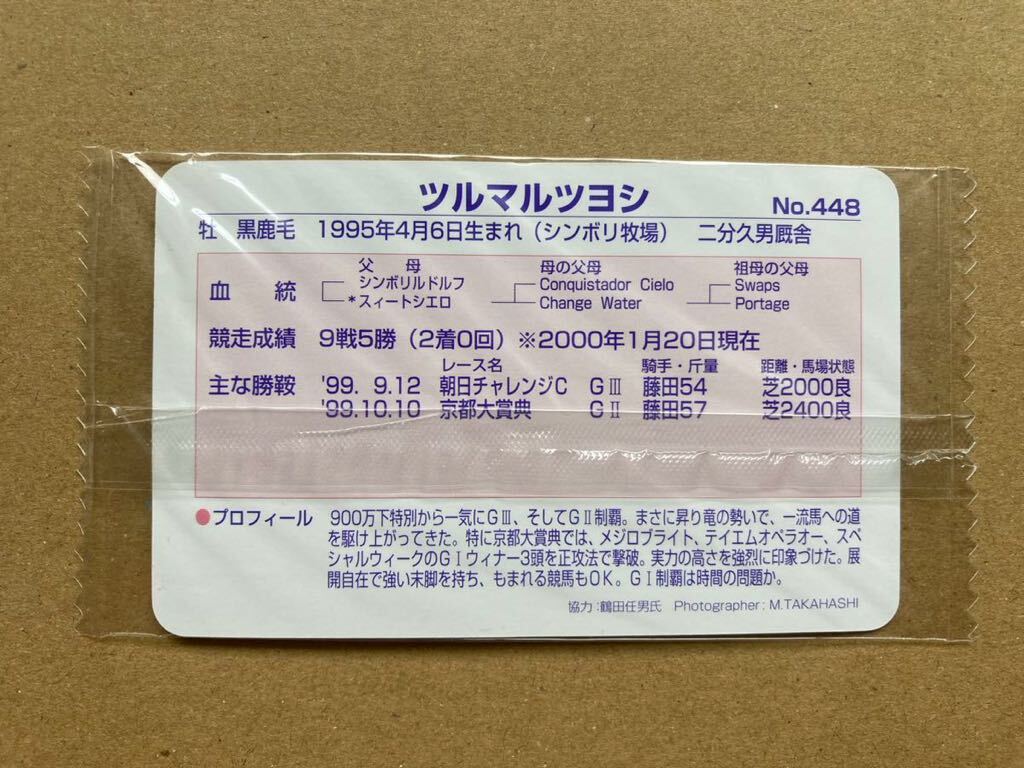 ツルマルツヨシ No.448
牡 黒鹿毛 1995年4月6日生まれ（シンボリ牧場） 二分久男厩舎
父 母 母の父母 祖母の父母
血 統 シンボリルドルフ Conquistador Cielo Swaps
*スィートシエロ Change Water Portage
競走成績 9戦5勝（2着0回）※2000年1月20日現在
レース名 騎手・斤量 距離・馬場状態
主な勝鞍 '99. 9.12 朝日チャレンジC GⅢ 藤田54 芝2000良
'99.10.10 京都大賞典 GⅡ 藤田57 芝2400良
●プロフィール 900万下特別から一気にGⅢ、そしてGⅡ制覇。まさに昇り竜の勢いで、一流馬への道
を駆け上がってきた。特に京都大賞典では、メジロブライト、テイエムオペラオー、スペ
シャルウィークのGⅠウィナー3頭を正攻法で撃破。実力の高さを強烈に印象づけた。展
開自在で強い末脚を持ち、もまれる競馬もOK。GⅠ制覇は時間の問題か。
協力：鶴田任男氏 Photographer：M.TAKAHASHI